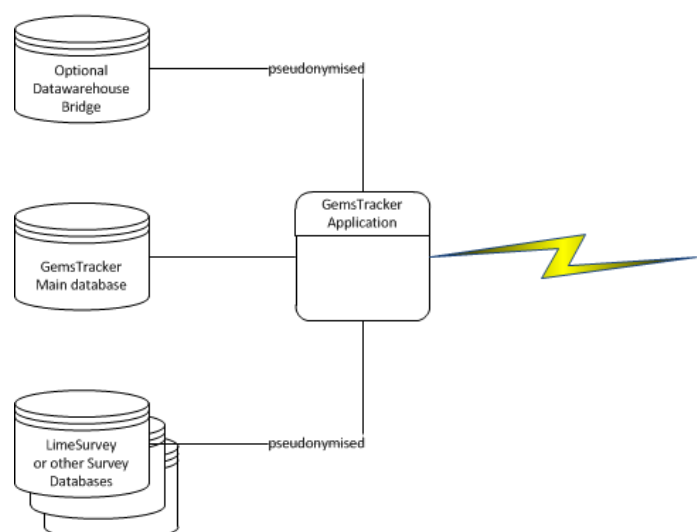 Optional
Datawarehouse
Bridge
pseudonymised
GemsTracker
Application
GemsTracker
Main database
LimeSurvey
or other Survey
Databases
pseudonymised